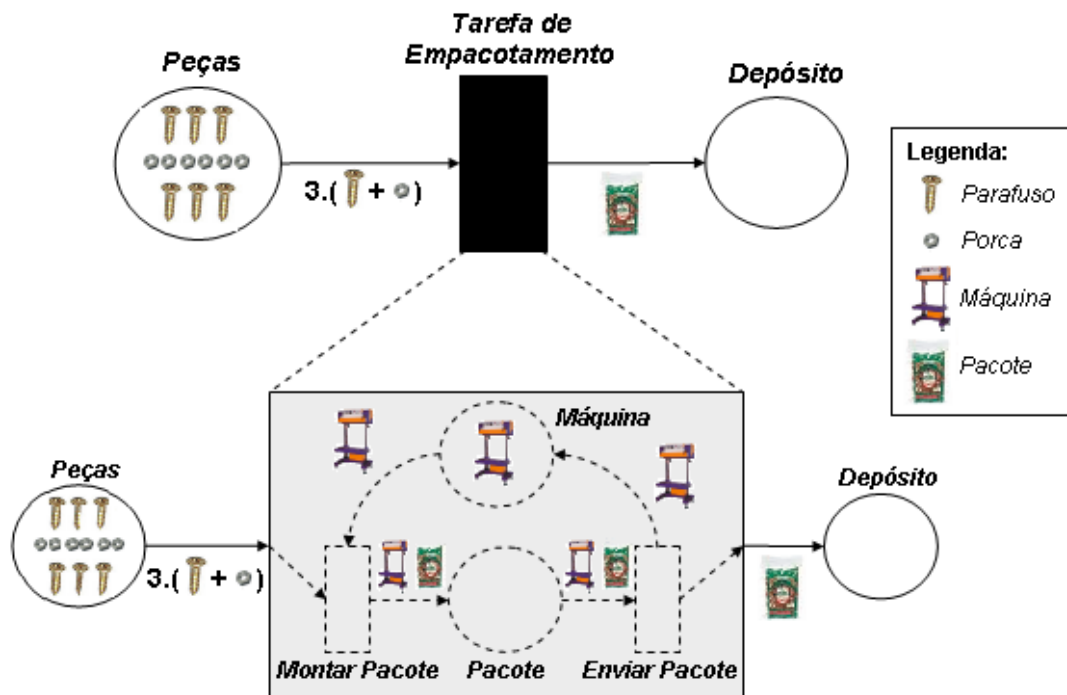 Tarefa de
Empacotamento
Peças
Depósito
3.( + )
Legenda:
Parafuso
Porca
Máquina
Pacote
Máquina
Peças
Depósito
3.( + )
Montar Pacote
Pacote
Enviar Pacote